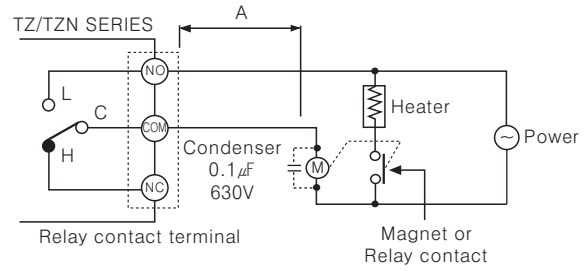 TZ/TZN SERIES
A
NO
L
C
COM
H
NC
Condenser
0.1㎌
630V
M
Heater
Power
Relay contact terminal
Magnet or
Relay contact